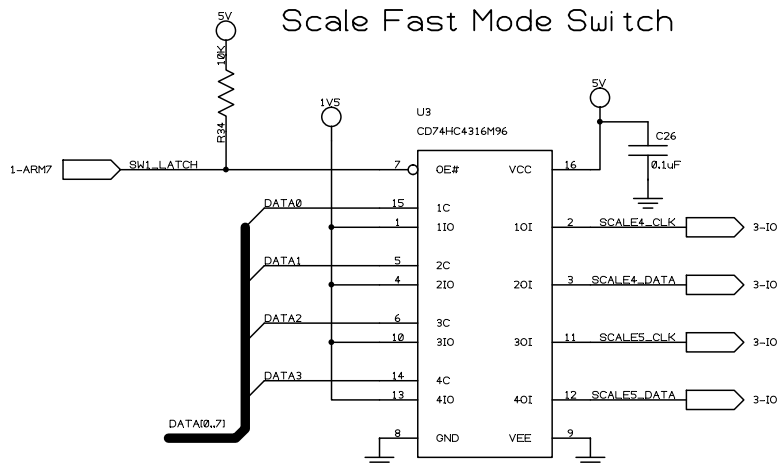 Scale Fast Mode Switch
5V
10K
R34
1V5
U3
CD74HC4316M96
5V
C26
0.1uF
1-ARM7
SW1_LATCH
7
OE#
VCC
16
DATA0
15
1C
1
1IO
1OI
2
SCALE4_CLK
3-IO
DATA1
5
2C
4
2IO
2OI
3
SCALE4_DATA
3-IO
DATA2
6
3C
10
3IO
3OI
11
SCALE5_CLK
3-IO
DATA3
14
4C
13
4IO
4OI
12
SCALE5_DATA
3-IO
DATA[0..7]
8
GND
VEE
9